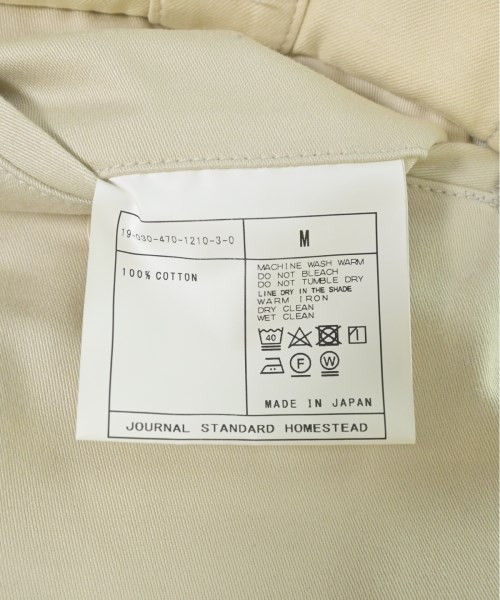 19-030-470-1210-3-0
M
100% COTTON
MACHINE WASH WARM
DO NOT BLEACH
DO NOT TUMBLE DRY
LINE DRY IN THE SHADE
WARM IRON
DRY CLEAN
WET CLEAN
40
F
W
MADE IN JAPAN
JOURNAL STANDARD HOMESTEAD